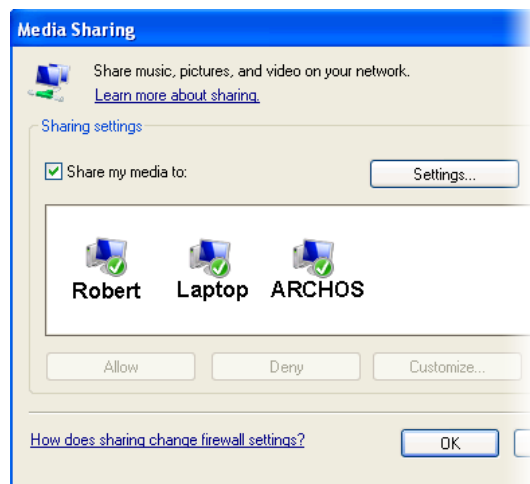 Media Sharing
Share music, pictures, and video on your network.
Learn more about sharing.
Sharing settings
Share my media to:
Settings...
Robert Laptop ARCHOS
Allow Deny Customize...
How does sharing change firewall settings?
OK